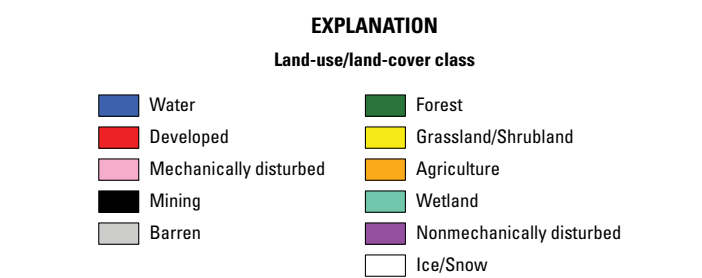 EXPLANATION
Land-use/land-cover class
Water
Developed
Mechanically disturbed
Mining
Barren
Forest
Grassland/Shrubland
Agriculture
Wetland
Nonmechanically disturbed
Ice/Snow